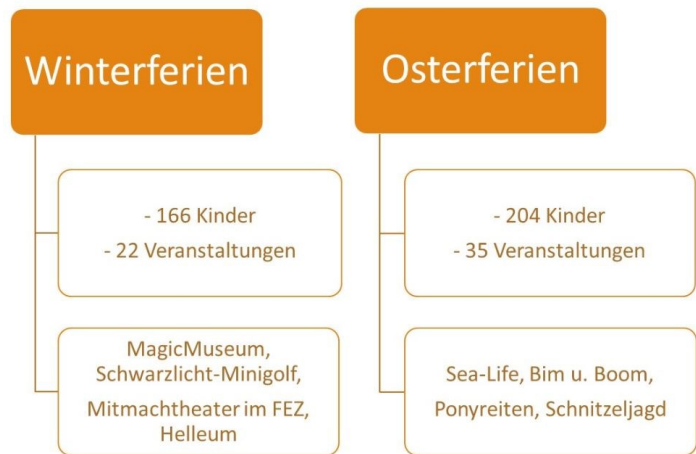 Winterferien
- 166 Kinder
- 22 Veranstaltungen
MagicMuseum,
Schwarzlicht-Minigolf,
Mitmachtheater im FEZ,
Helleum
Osterferien
- 204 Kinder
- 35 Veranstaltungen
Sea-Life, Bim u. Boom,
Ponyreiten, Schnitzeljagd